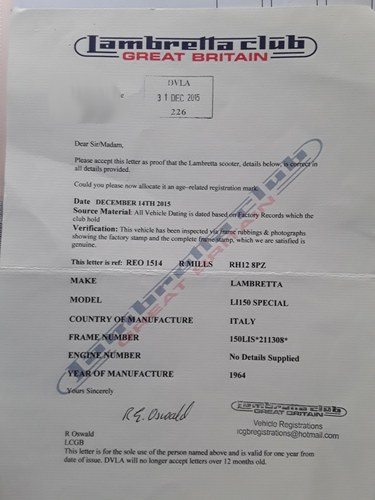 Lambretta club
GREAT BRITAIN
DVLA
31 DEC 2015
226
Dear Sir/Madam,
Please accept this letter as proof that the Lambretta scooter, details below, is correct in
all details provided.
Could you please now allocate it an age-related registration mark.
Date DECEMBER 14TH 2015
Source Material: All Vehicle Dating is dated based on Factory Records which the
club hold
Verification: This vehicle has been inspected via frame rubbings & photographs
showing the factory stamp and the complete frame stamp, which we are satisfied is
genuine.
This letter is ref: REO 1514 R MILLS RH12 8PZ
MAKE LAMBRETTA
MODEL LI150 SPECIAL
COUNTRY OF MANUFACTURE ITALY
FRAME NUMBER 150LIS*211308*
ENGINE NUMBER No Details Supplied
YEAR OF MANUFACTURE 1964
Yours Sincerely
R E. Oswald
Lambretta club
GREAT BRITAIN
Vehicle Registrations
lcgbregistrations@hotmail.com
R Oswald
LCGB
This letter is for the sole use of the person named above and is valid for one year from
date of issue. DVLA will no longer accept letters over 12 months old.
Lambretta club
GREAT BRITAIN